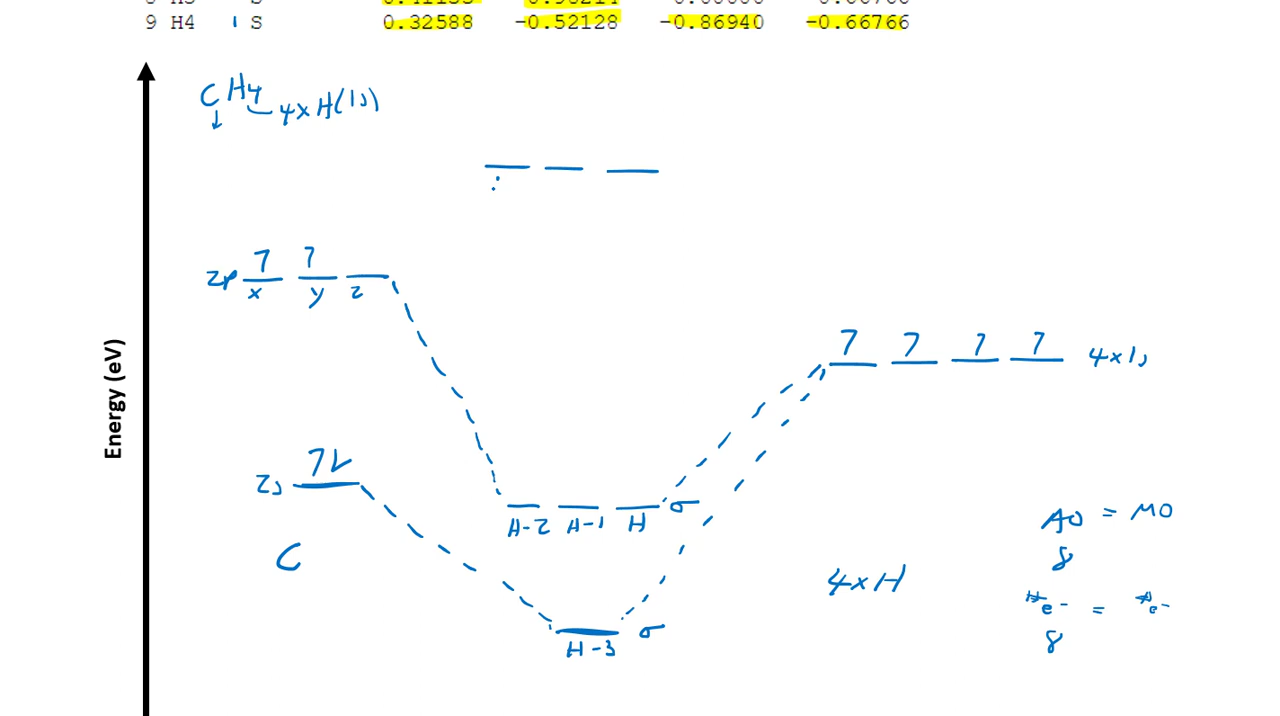 9 H4 1 S 0.32588 -0.52128 -0.86940 -0.66766
CH4
4xH(1s)
2p
x y z
4x1s
2s
H-2 H-1 H σ
C
4xH
H-3 σ
AO = MO
8
#e- = #e-
8
Energy (eV)